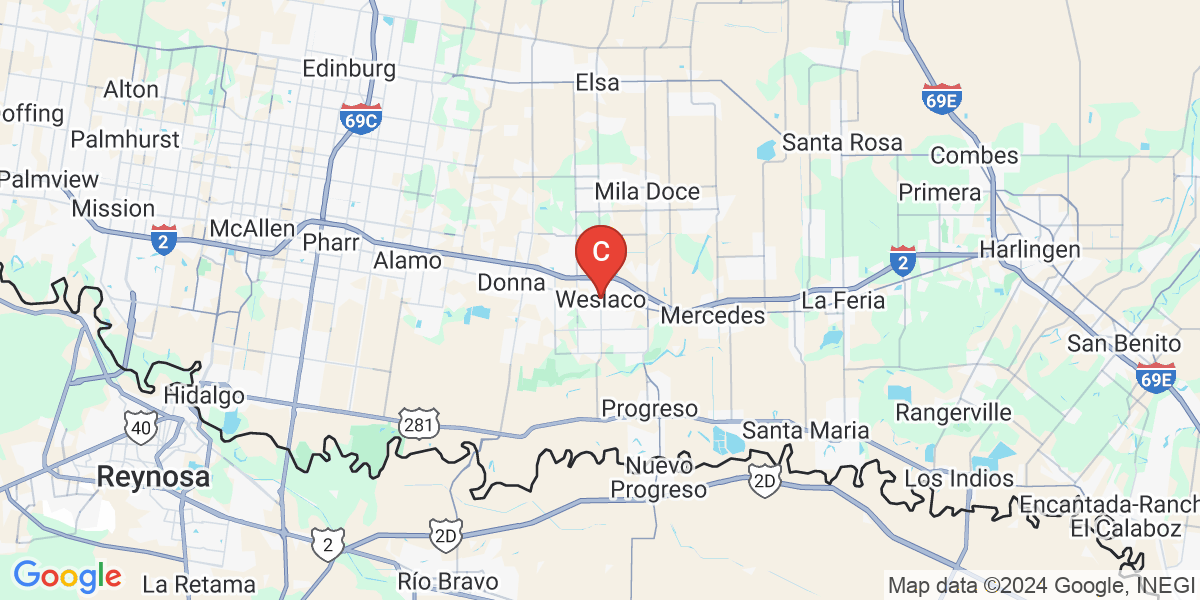 Edinburg
Elsa
Alton
69C
69E
offing
Palmhurst
Santa Rosa
Combes
Palmview
Mila Doce
Primera
Mission
McAllen
2
Pharr
Alamo
C
2
Harlingen
Donna
Weslaco
Mercedes
La Feria
San Benito
69E
Hidalgo
Progreso
Rangerville
40
281
Santa Maria
Reynosa
Nuevo
Progreso
2D
Los Indios
Encantada-Ranch
El Calaboz
2D
2
Google
La Retama
Río Bravo
Map data ©2024 Google, INEGI